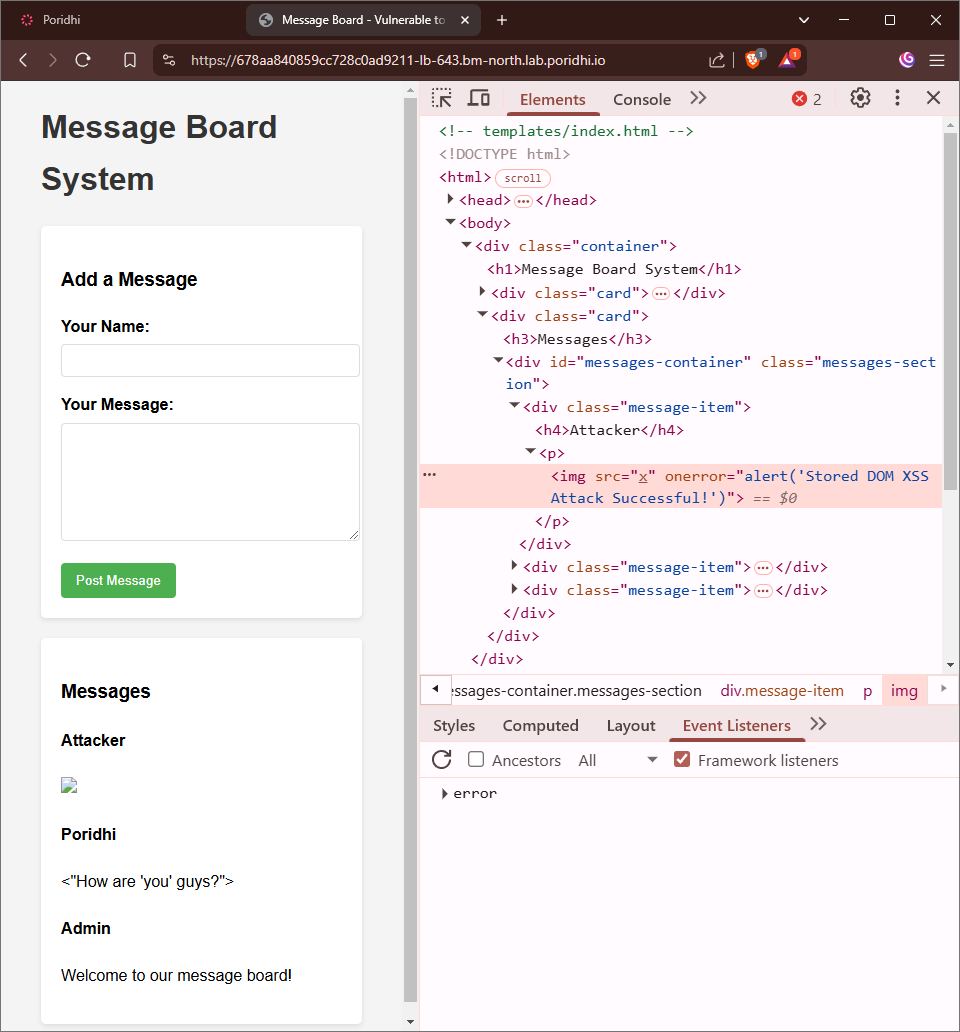 Poridhi
Message Board - Vulnerable to
https://678aa840859cc728c0ad9211-lb-643.bm-north.lab.poridhi.io
1
1
Message Board
System
Add a Message
Your Name:
Your Message:
Post Message
Messages
Attacker
Poridhi
<"How are 'you' guys?">
Admin
Welcome to our message board!
Elements
Console
2
<!-- templates/index.html -->
<!DOCTYPE html>
<html> scroll
<head> ••• </head>
<body>
<div class="container">
<h1>Message Board System</h1>
<div class="card"> ••• </div>
<div class="card">
<h3>Messages</h3>
<div id="messages-container" class="messages-sect
ion">
<div class="message-item">
<h4>Attacker</h4>
<p>
••• <img src="x" onerror="alert('Stored DOM XSS
Attack Successful!')"> == $0
</p>
</div>
<div class="message-item"> ••• </div>
<div class="message-item"> ••• </div>
</div>
</div>
</div>
essages-container.messages-section div.message-item p img
Styles Computed Layout Event Listeners
Ancestors All Framework listeners
error